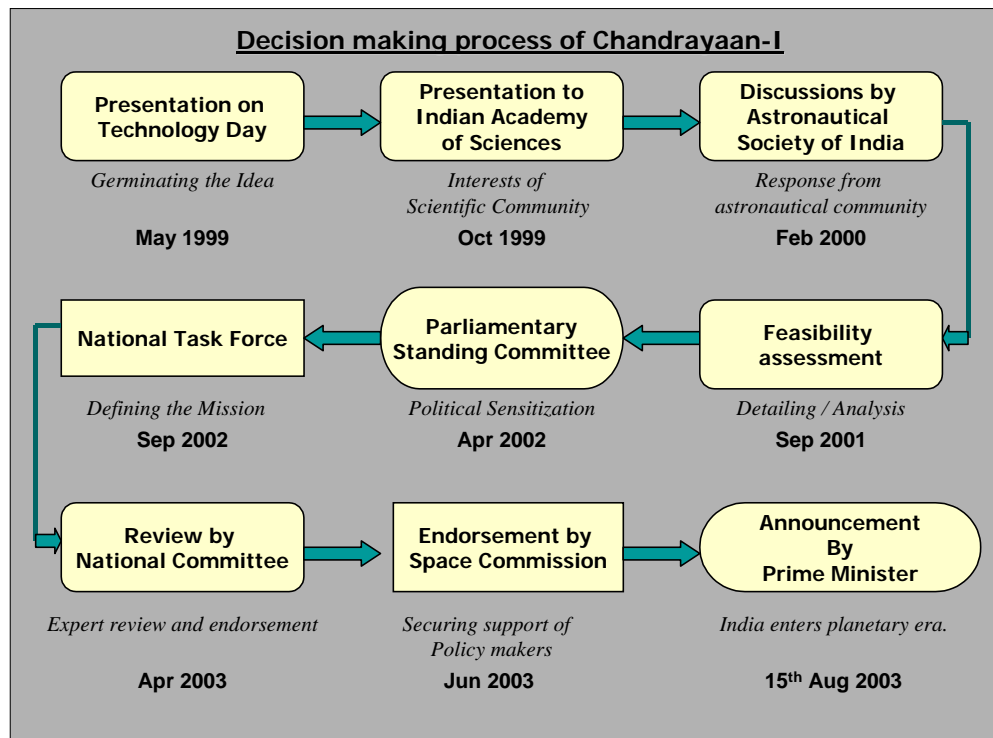 Decision making process of Chandrayaan-I
Presentation on
Technology Day
Germinating the Idea
May 1999
Presentation to
Indian Academy
of Sciences
Interests of
Scientific Community
Oct 1999
Discussions by
Astronautical
Society of India
Response from
astronautical community
Feb 2000
Feasibility
assessment
Detailing / Analysis
Sep 2001
Parliamentary
Standing Committee
Political Sensitization
Apr 2002
National Task Force
Defining the Mission
Sep 2002
Review by
National Committee
Expert review and endorsement
Apr 2003
Endorsement by
Space Commission
Securing support of
Policy makers
Jun 2003
Announcement
By
Prime Minister
India enters planetary era.
15th Aug 2003